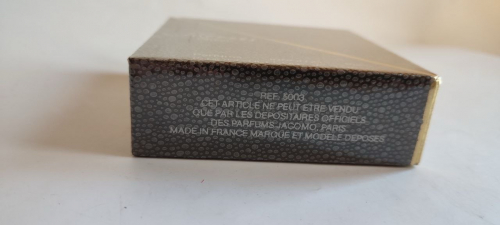 REF. 5003
CET ARTICLE NE PEUT ETRE VENDU
QUE PAR LES DEPOSITAIRES OFFICIELS
DES PARFUMS JACOMO, PARIS
MADE IN FRANCE MARQUE ET MODELE DEPOSES